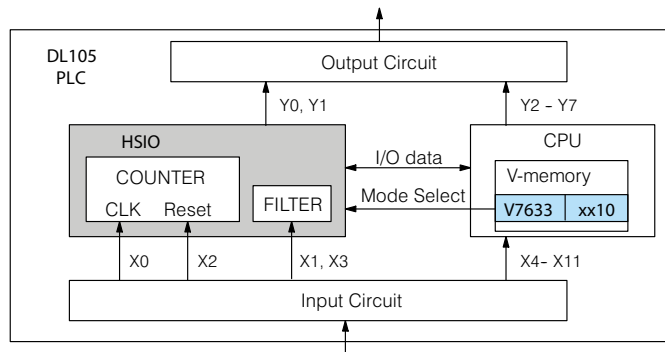 DL105
PLC
Output Circuit
Y0, Y1
Y2 – Y7
HSIO
CPU
I/O data
COUNTER
CLK Reset
FILTER
Mode Select
V-memory
V7633 xx10
X0
X2
X1, X3
X4– X11
Input Circuit